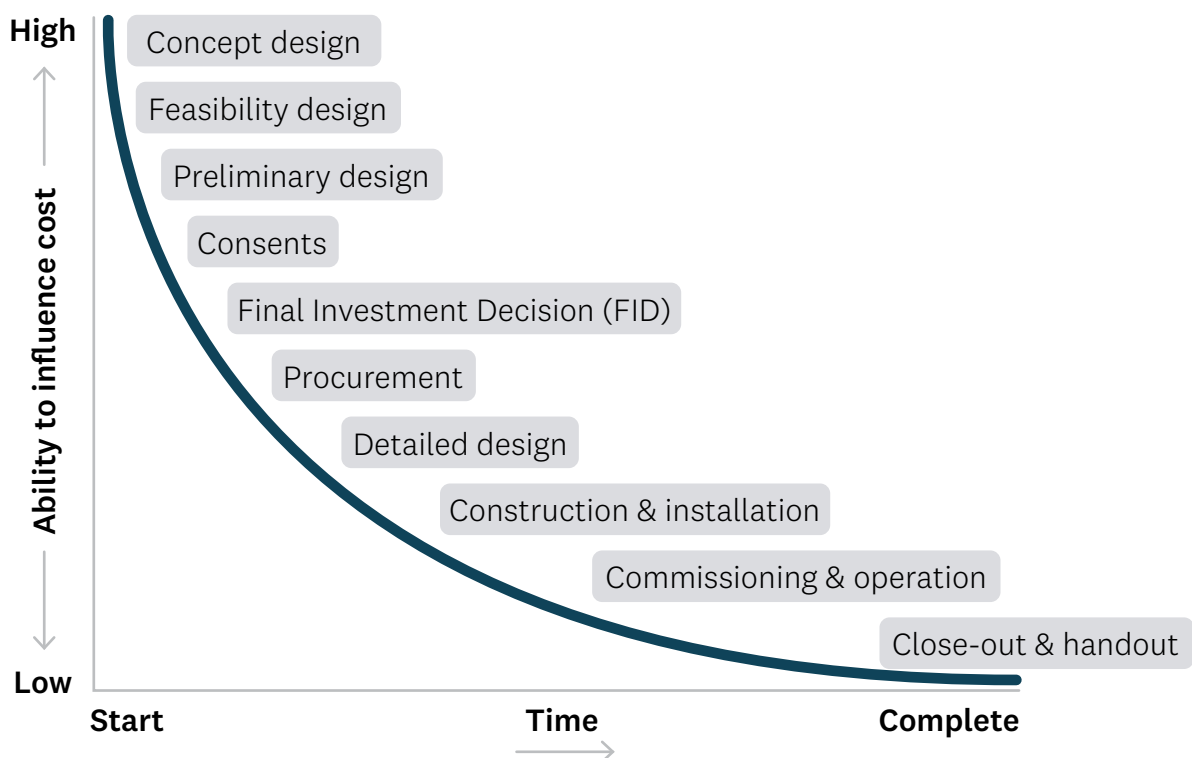 High
Concept design
Feasibility design
Preliminary design
Consents
Final Investment Decision (FID)
Procurement
Detailed design
Construction & installation
Commissioning & operation
Close-out & handout
Ability to influence cost
Low
Start
Time
Complete